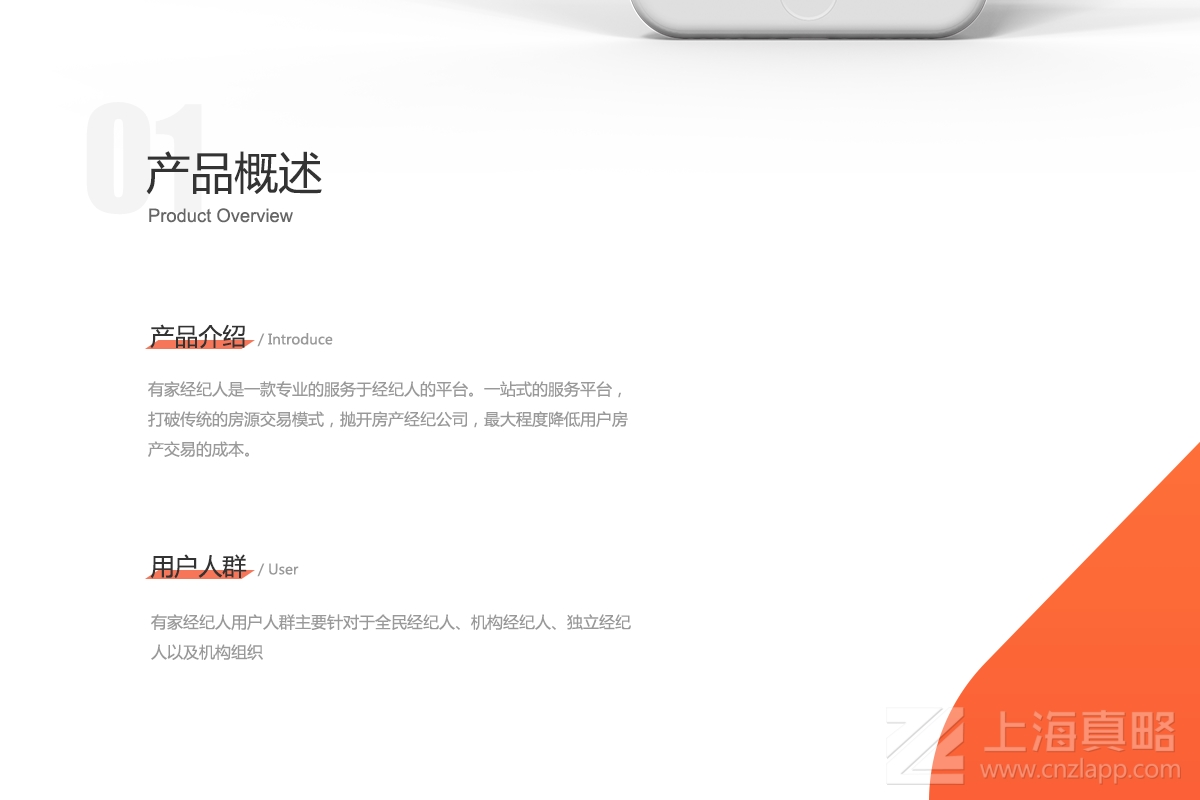 01
产品概述
Product Overview
产品介绍 / Introduce
有家经纪人是一款专业的服务于经纪人的平台。一站式的服务平台，
打破传统的房源交易模式，抛开房产经纪公司，最大程度降低用户房
产交易的成本。
用户人群 / User
有家经纪人用户人群主要针对于全民经纪人、机构经纪人、独立经纪
人以及机构组织
上海真略
www.cnzlapp.com